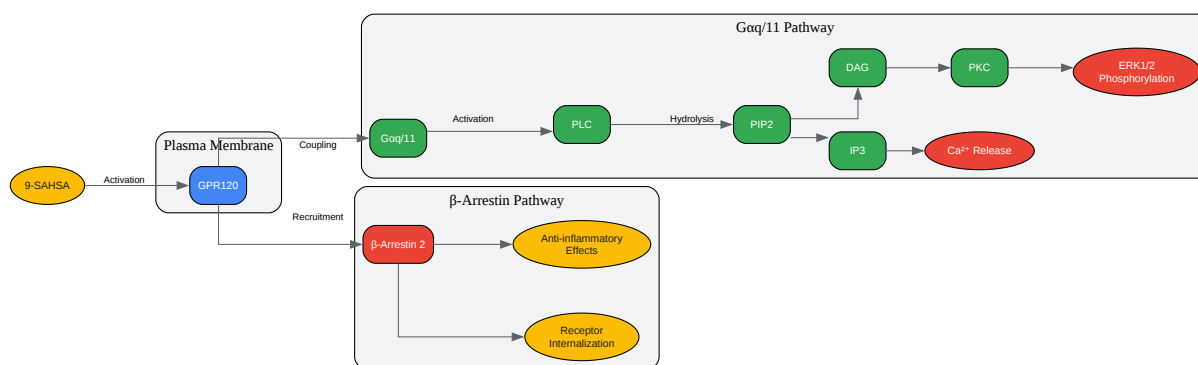 Gαq/11 Pathway
DAG
PKC
ERK1/2
Phosphorylation
Activation
PLC
Hydrolysis
PIP2
Gαq/11
Plasma Membrane
Coupling
IP3
Ca²⁺ Release
9-SAHSA
Activation
GPR120
β-Arrestin Pathway
Recruitment
β-Arrestin 2
Anti-inflammatory
Effects
Receptor
Internalization